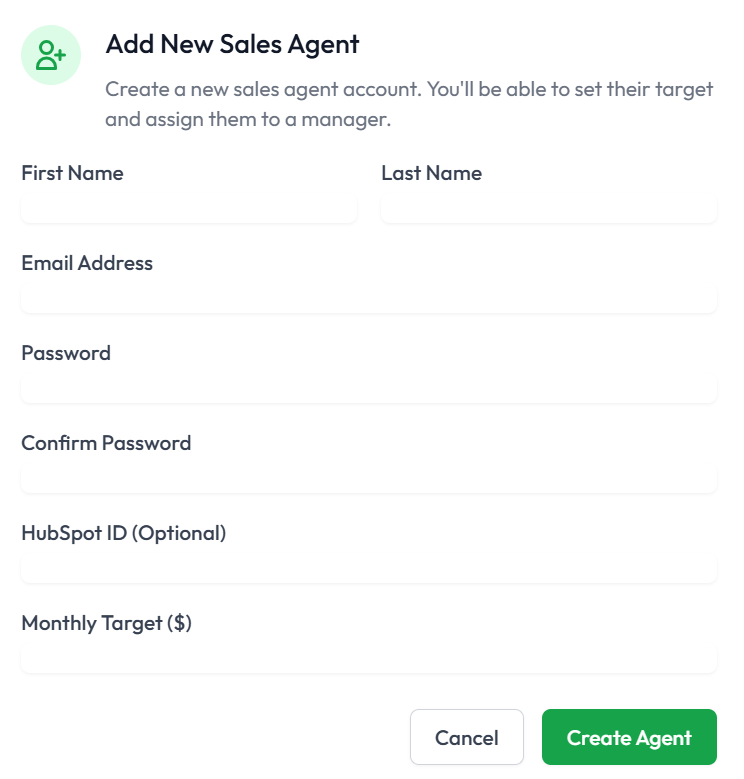 Add New Sales Agent
Create a new sales agent account. You'll be able to set their target
and assign them to a manager.
First Name
Last Name
Email Address
Password
Confirm Password
HubSpot ID (Optional)
Monthly Target ($)
Cancel
Create Agent